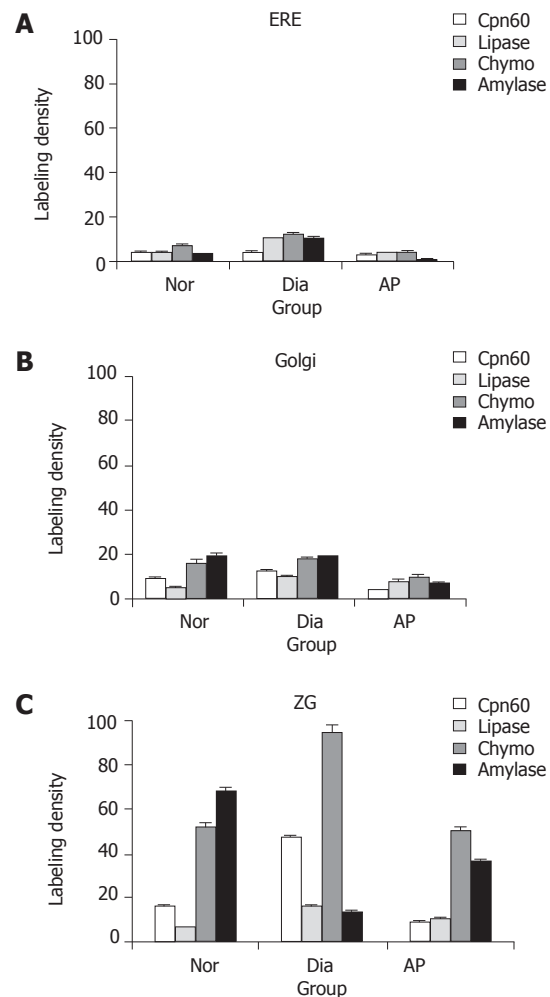 A
ERE
Cpn60
Lipase
Chymo
Amylase
Labeling density
100
80
60
40
20
0
Nor Dia AP
Group
B
Golgi
Cpn60
Lipase
Chymo
Amylase
Labeling density
100
80
60
40
20
0
Nor Dia AP
Group
C
ZG
Cpn60
Lipase
Chymo
Amylase
Labeling density
100
80
60
40
20
0
Nor Dia AP
Group